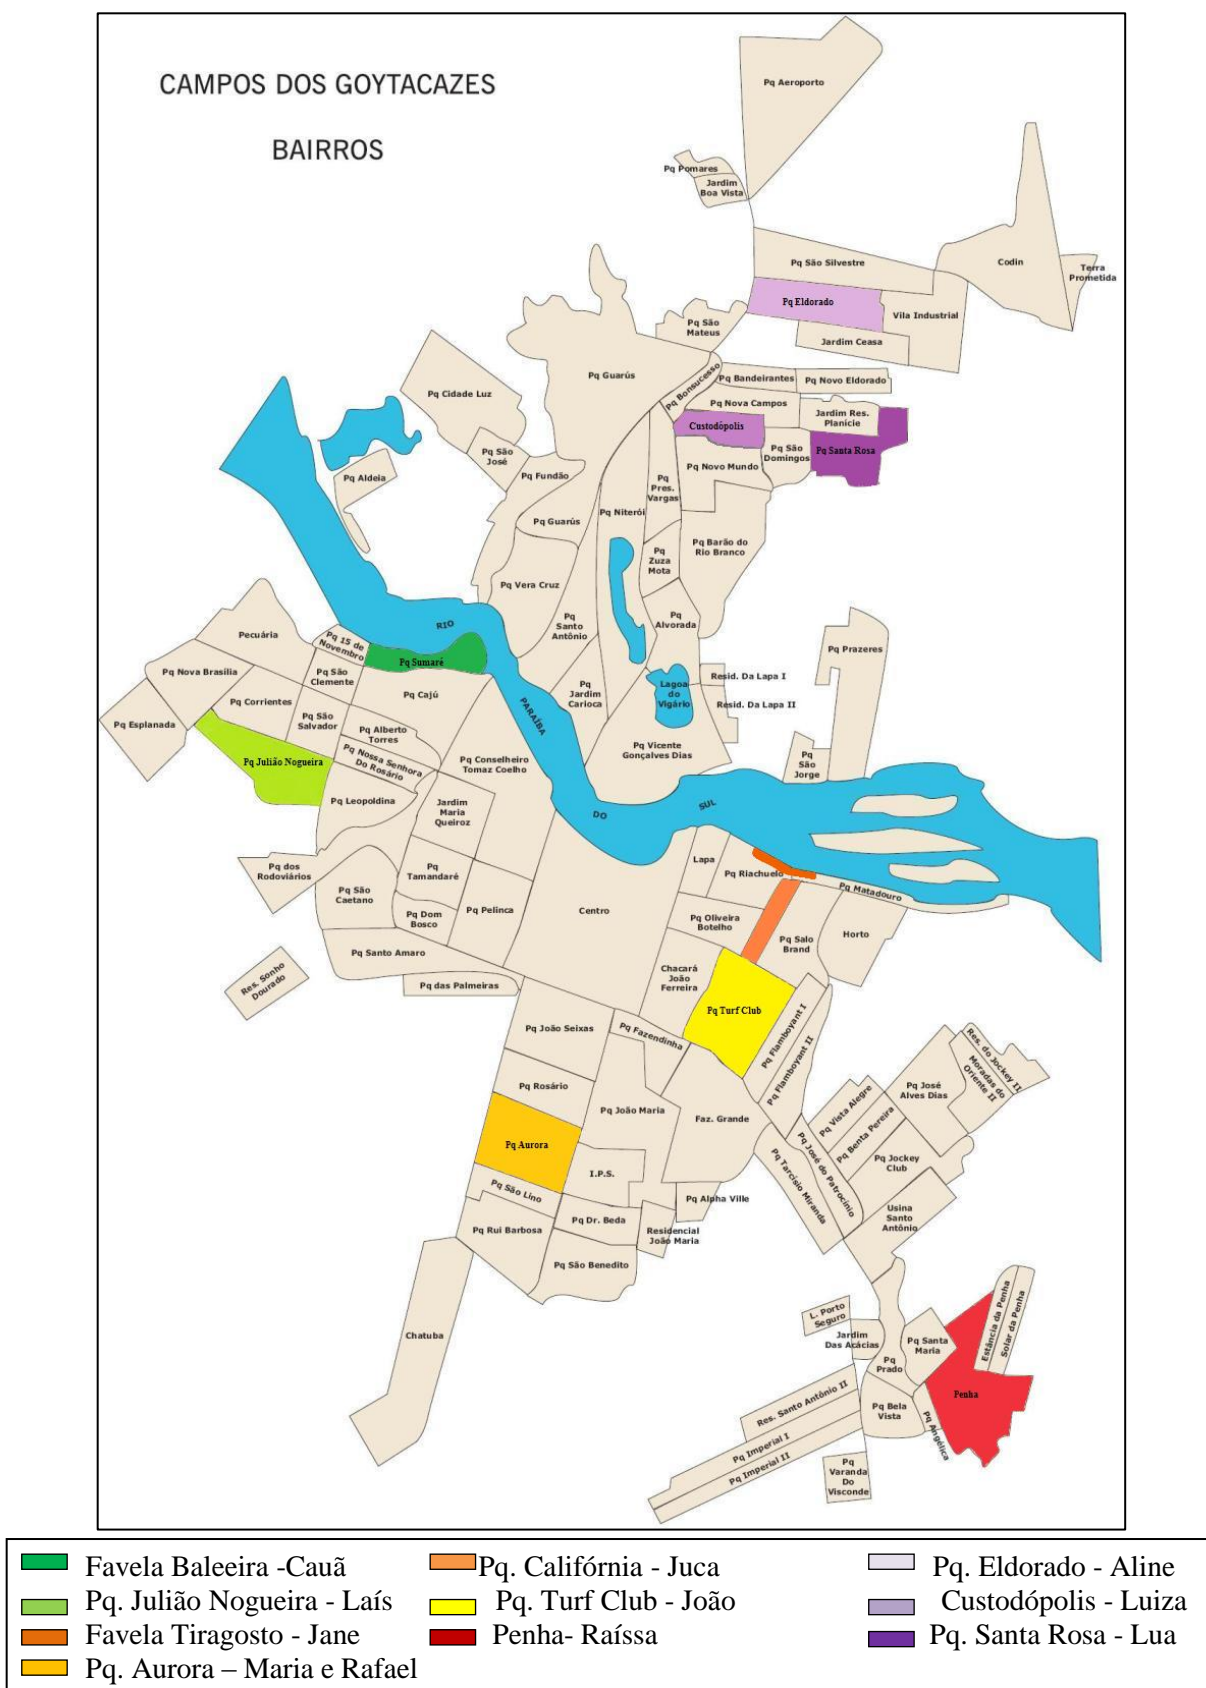 CAMPOS DOS GOYTACAZES
BAIRROS
Pq Aeroporto
Pq Pomares
Jardim
Boa Vista
Pq São Silvestre
Codin
Terra
Prometida
Pq Eldorado
Vila Industrial
Pq São
Mateus
Jardim Ceasa
Pq Guarús
Pq Bonsucesso
Pq Bandeirantes
Pq Novo Eldorado
Pq Cidade Luz
Pq Nova Campos
Jardim Res.
Planície
Custodópolis
Pq São
José
Pq São
Domingos
Pq Santa Rosa
Pq Aldeia
Pq Fundão
Pq
Pres.
Vargas
Pq Novo Mundo
Pq Guarús
Pq Niterói
Pq Barão do
Rio Branco
Pq
Zuza
Mota
Pq Vera Cruz
Pq
Santo
Antônio
Pq
Alvorada
RIO
Pecuária
Pq 15 de
Novembro
Pq Sumaré
Pq Prazeres
Pq Nova Brasília
Pq São
Clemente
Pq Cajú
Pq
Jardim
Carioca
Lagoa
do
Vigário
Resid. Da Lapa I
Resid. Da Lapa II
Pq Corrientes
PARAÍBA
Pq Esplanada
Pq São
Salvador
Pq Alberto
Torres
Pq Julião Nogueira
Pq Nossa Senhora
Do Rosário
Pq Conselheiro
Tomaz Coelho
Pq Vicente
Gonçalves Dias
Pq
São
Jorge
Pq Leopoldina
Jardim
Maria
Queiroz
DO
SUL
Pq dos
Rodoviários
Pq
Tamandaré
Lapa
Pq Riachuelo
Pq Matadouro
Pq São
Caetano
Pq Dom
Bosco
Pq Pelinca
Centro
Pq Oliveira
Botelho
Pq Salo
Brand
Horto
Pq Santo Amaro
Res. Sonho
Dourado
Pq das Palmeiras
Chacará
João
Ferreira
Pq Turf Club
Pq João Seixas
Pq Fazendinha
Pq Flamboyant I
Pq Flamboyant II
Res. do Jockey II
Moradas do
Oriente II
Pq Rosário
Pq João Maria
Faz. Grande
Pq Vista Alegre
Pq José
Alves Dias
Pq Benta Pereira
Pq Aurora
Pq José do Patrocínio
Pq Jockey
Club
I.P.S.
Pq Tarcísio Miranda
Pq São Lino
Pq Alpha Ville
Usina
Santo
Antônio
Pq Rui Barbosa
Pq Dr. Beda
Residencial
João Maria
Pq São Benedito
Chatuba
L. Porto
Seguro
Jardim
Das Acácias
Pq Santa
Maria
Estância da Penha
Solar da Penha
Pq
Prado
Penha
Res. Santo Antônio II
Pq Bela
Vista
Pq Angélica
Pq Imperial I
Pq Imperial II
Pq
Varanda
Do
Visconde
Favela Baleeira -Cauã
Pq. Julião Nogueira - Laís
Favela Tiragosto - Jane
Pq. Aurora – Maria e Rafael
Pq. Califórnia - Juca
Pq. Turf Club - João
Penha- Raíssa
Pq. Eldorado - Aline
Custodópolis - Luiza
Pq. Santa Rosa - Lua